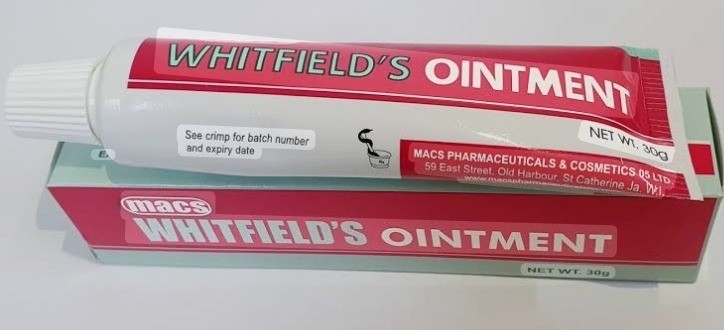 WHITFIELD'S OINTMENT
NET WT. 30g
See crimp for batch number
and expiry date
MACS PHARMACEUTICALS & COSMETICS 05 LTD
59 East Street, Old Harbour, St Catherine Ja, W.I.
macs
WHITFIELD'S OINTMENT
NET WT. 30g